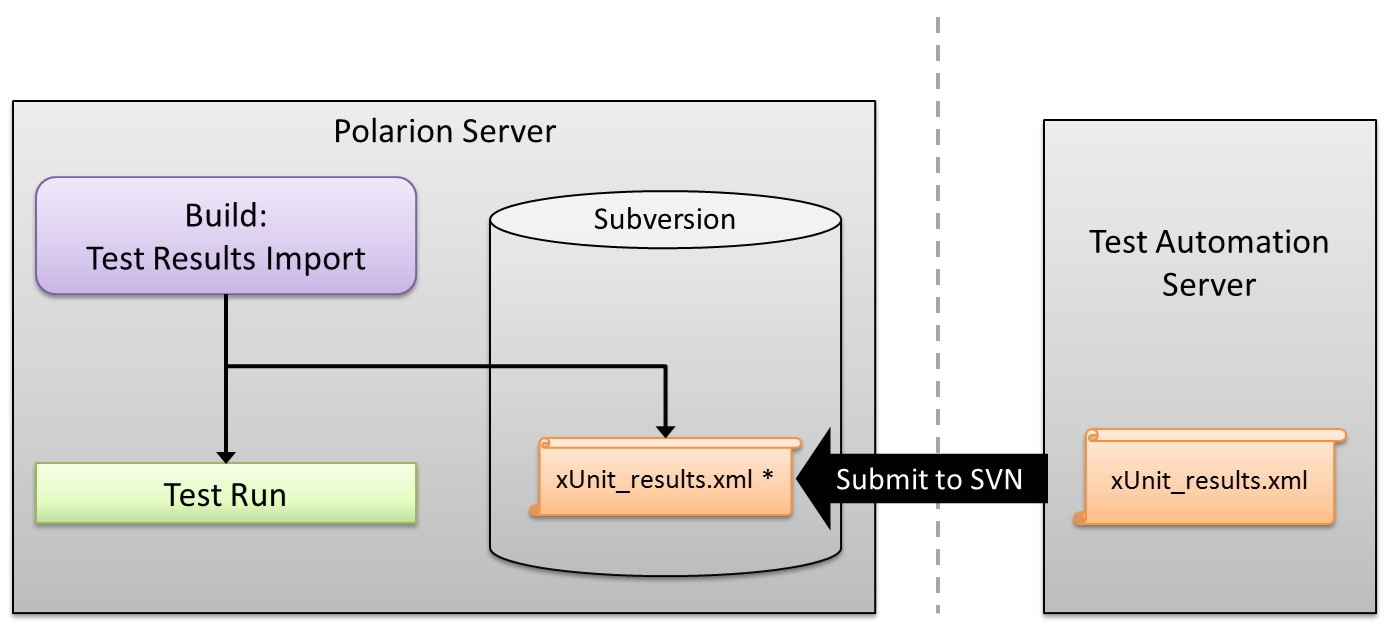 Polarion Server
Build:
Test Results Import
Subversion
Test Automation
Server
xUnit_results.xml *
Submit to SVN
xUnit_results.xml
Test Run